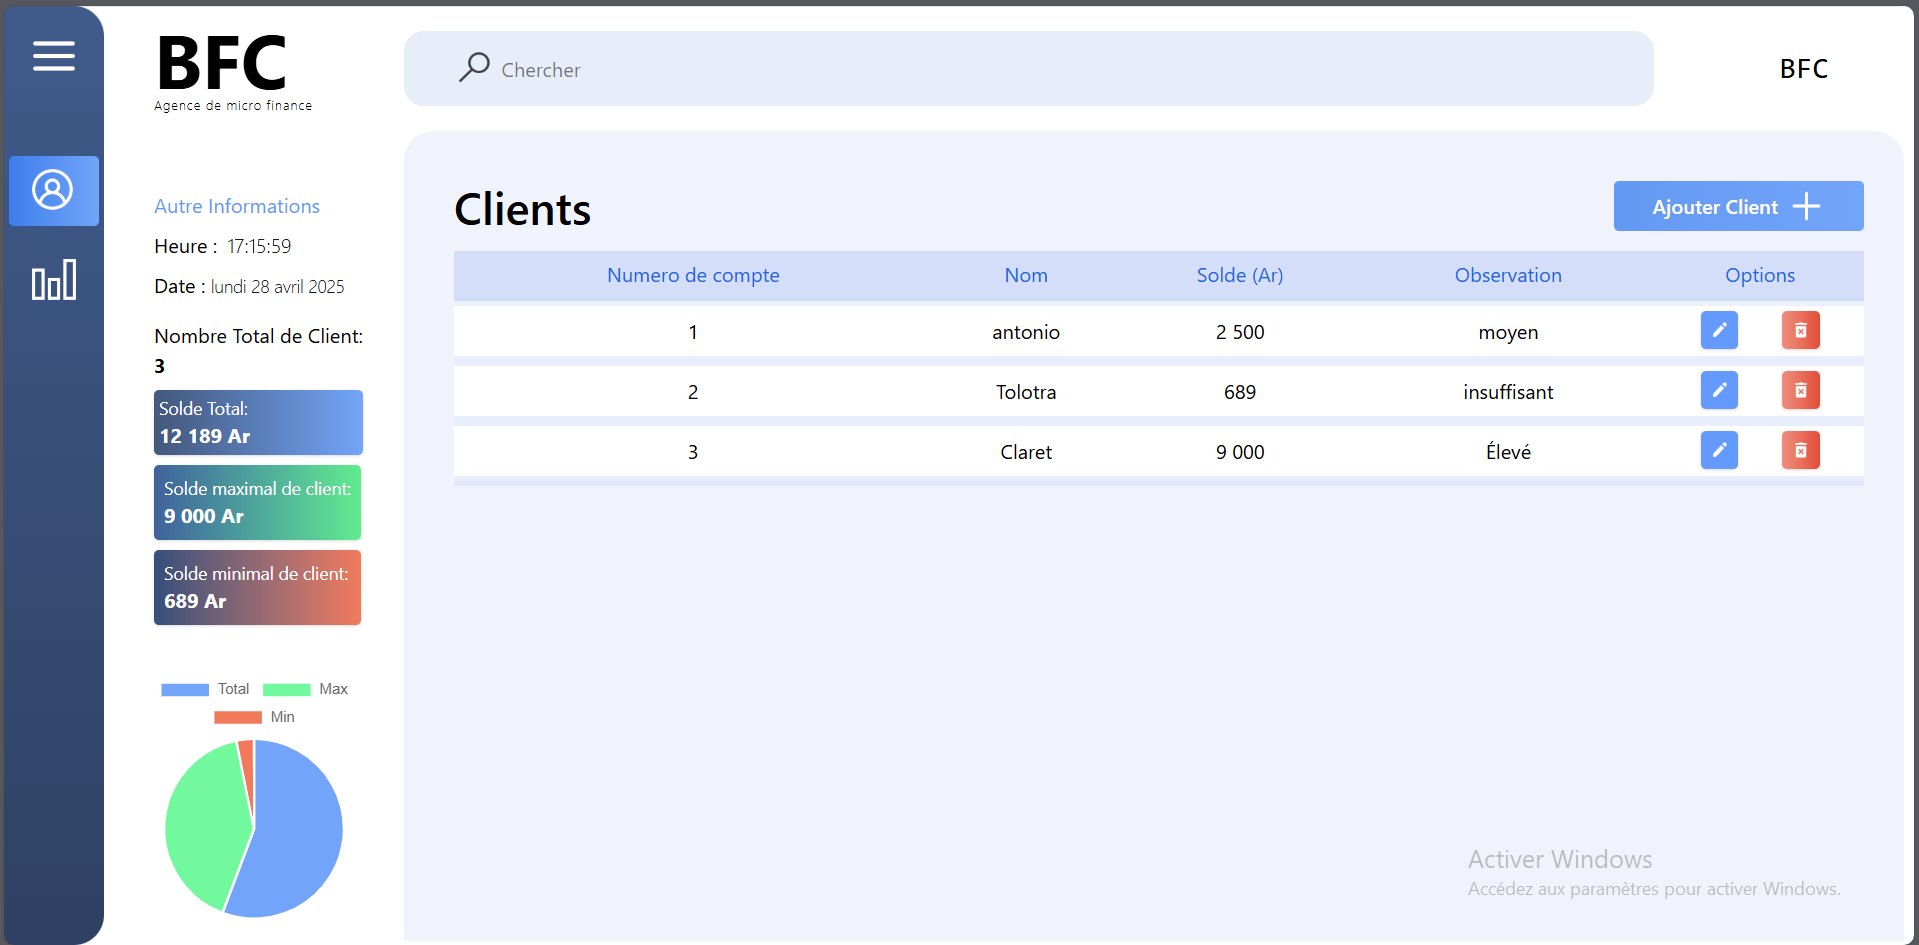 BFC
Agence de micro finance
Chercher
BFC
Autre Informations
Heure : 17:15:59
Date : lundi 28 avril 2025
Nombre Total de Client:
3
Solde Total:
12 189 Ar
Solde maximal de client:
9 000 Ar
Solde minimal de client:
689 Ar
Total Max
Min
Clients
Ajouter Client
Numero de compte Nom Solde (Ar) Observation Options
1 antonio 2 500 moyen
2 Tolotra 689 insuffisant
3 Claret 9 000 Élevé
Activer Windows
Accédez aux paramètres pour activer Windows.